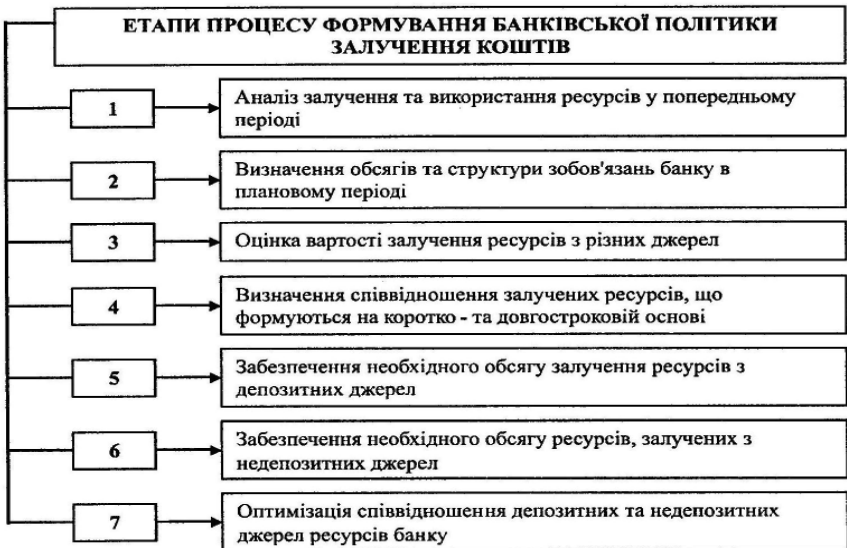 ЕТАПИ ПРОЦЕСУ ФОРМУВАННЯ БАНКІВСЬКОЇ ПОЛІТИКИ
ЗАЛУЧЕННЯ КОШТІВ
1
Аналіз залучення та використання ресурсів у попередньому
періоді
2
Визначення обсягів та структури зобов'язань банку в
плановому періоді
3
Оцінка вартості залучення ресурсів з різних джерел
4
Визначення співвідношення залучених ресурсів, що
формуються на коротко - та довгостроковій основі
5
Забезпечення необхідного обсягу залучення ресурсів з
депозитних джерел
6
Забезпечення необхідного обсягу ресурсів, залучених з
недепозитних джерел
7
Оптимізація співвідношення депозитних та недепозитних
джерел ресурсів банку